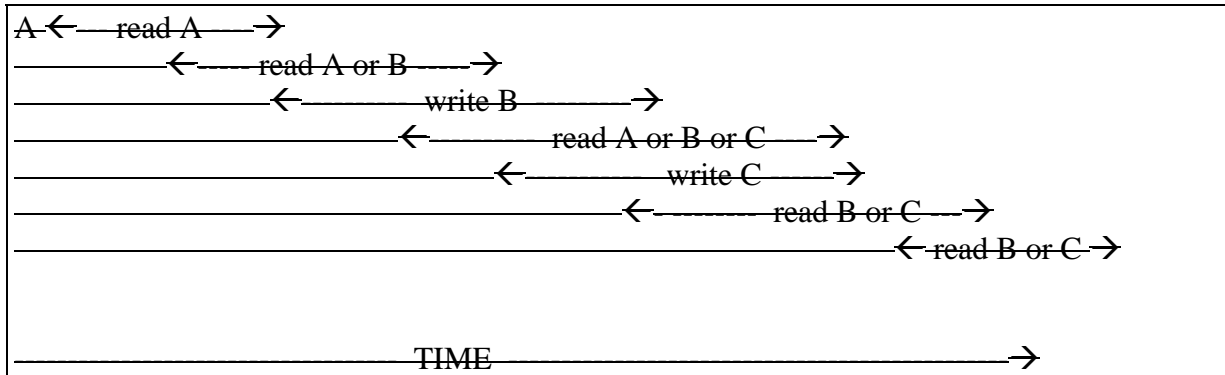 A ← --- read A ---- →
← ----- read A or B ----- →
← ---------- write B --------- →
← ----------- read A or B or C ---- →
← ----------- write C ------ →
← - -------- read B or C --- →
← read B or C →
------------------------------- TIME ---------------------------------------- →